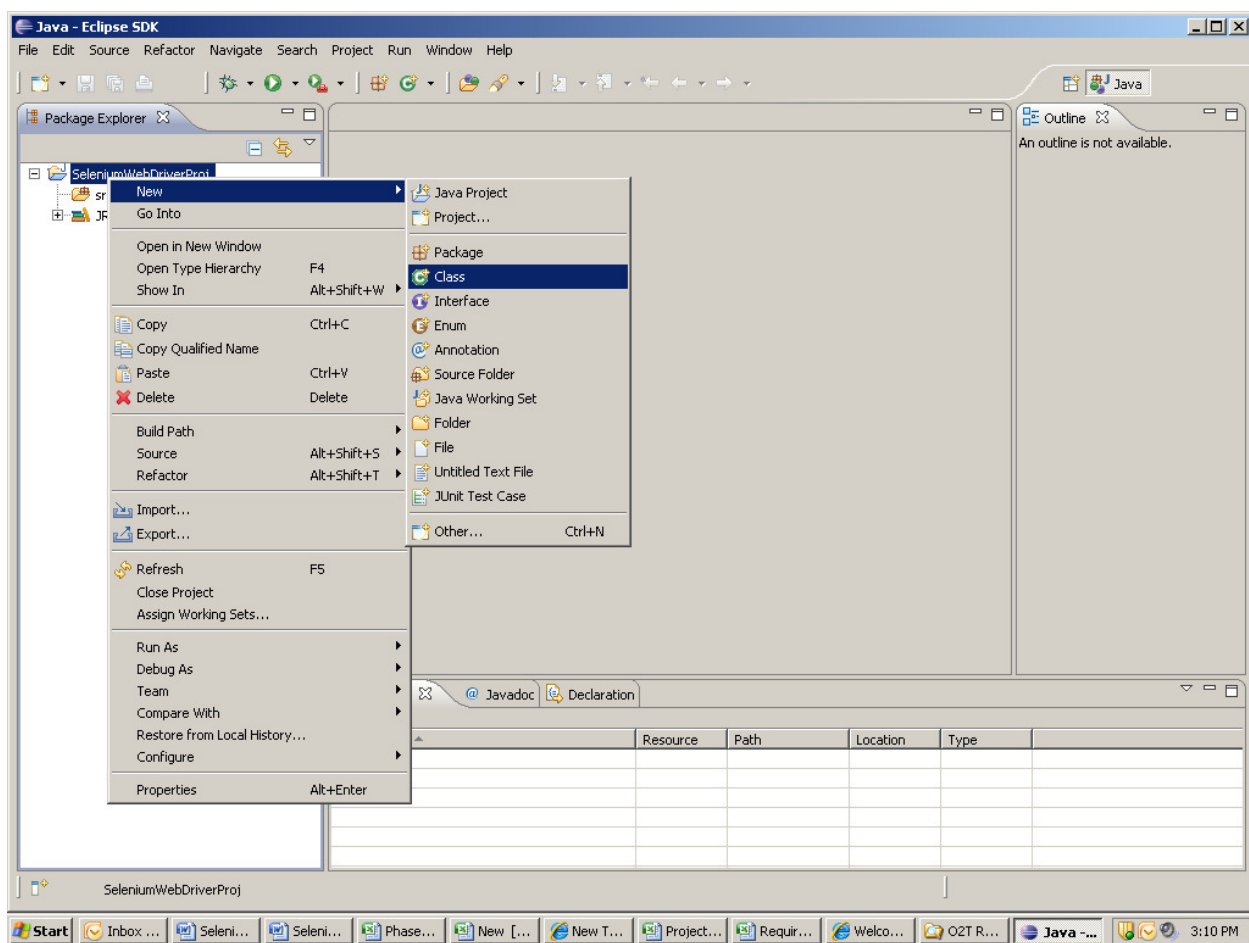 Java - Eclipse SDK
File Edit Source Refactor Navigate Search Project Run Window Help
Java
Package Explorer
Outline
An outline is not available.
SeleniumWebDriverProj
New
Go Into
Open in New Window
Open Type Hierarchy F4
Show In Alt+Shift+W
Copy Ctrl+C
Copy Qualified Name
Paste Ctrl+V
Delete Delete
Build Path
Source Alt+Shift+S
Refactor Alt+Shift+T
Import...
Export...
Refresh F5
Close Project
Assign Working Sets...
Run As
Debug As
Team
Compare With
Restore from Local History...
Configure
Properties Alt+Enter
Java Project
Project...
Package
Class
Interface
Enum
Annotation
Source Folder
Java Working Set
Folder
File
Untitled Text File
JUnit Test Case
Other... Ctrl+N
@ Javadoc Declaration
Resource Path Location Type
SeleniumWebDriverProj
Start Inbox ... Seleni... Seleni... Phase... New [... New T... Project... Requir... Welco... O2T R... Java -... 3:10 PM